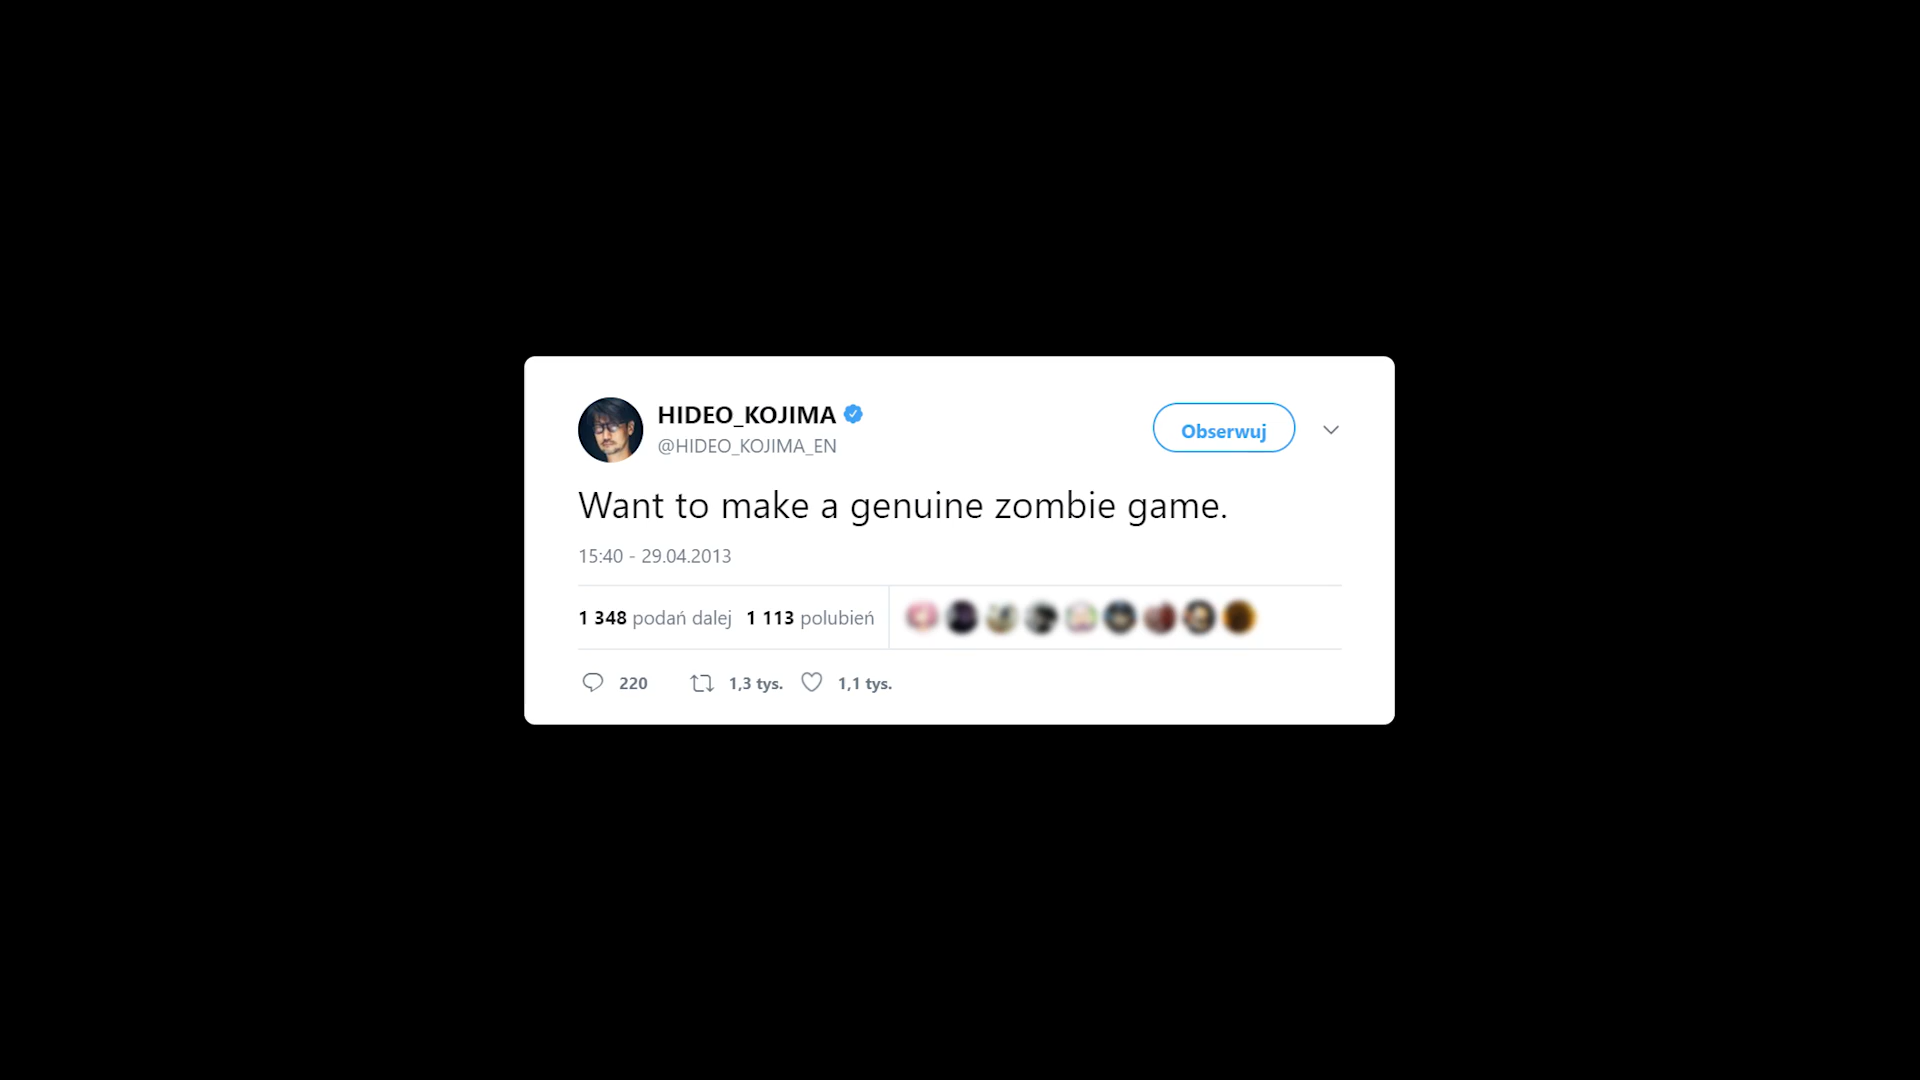 HIDEO_KOJIMA
@HIDEO_KOJIMA_EN
Obserwuj
Want to make a genuine zombie game.
15:40 - 29.04.2013
1 348 podań dalej 1 113 polubień
220 1,3 tys. 1,1 tys.